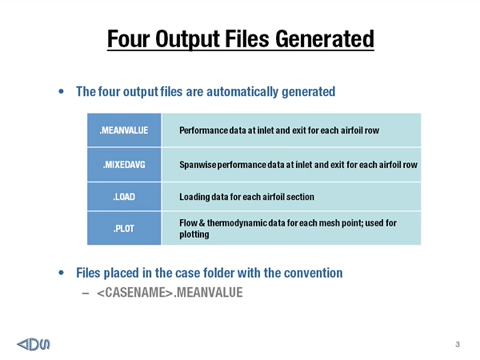 Four Output Files Generated
• The four output files are automatically generated
.MEANVALUE Performance data at inlet and exit for each airfoil row
.MIXEDAVG Spanwise performance data at inlet and exit for each airfoil row
.LOAD Loading data for each airfoil section
.PLOT Flow & thermodynamic data for each mesh point; used for
plotting
• Files placed in the case folder with the convention
– <CASENAME>.MEANVALUE
ADS
3